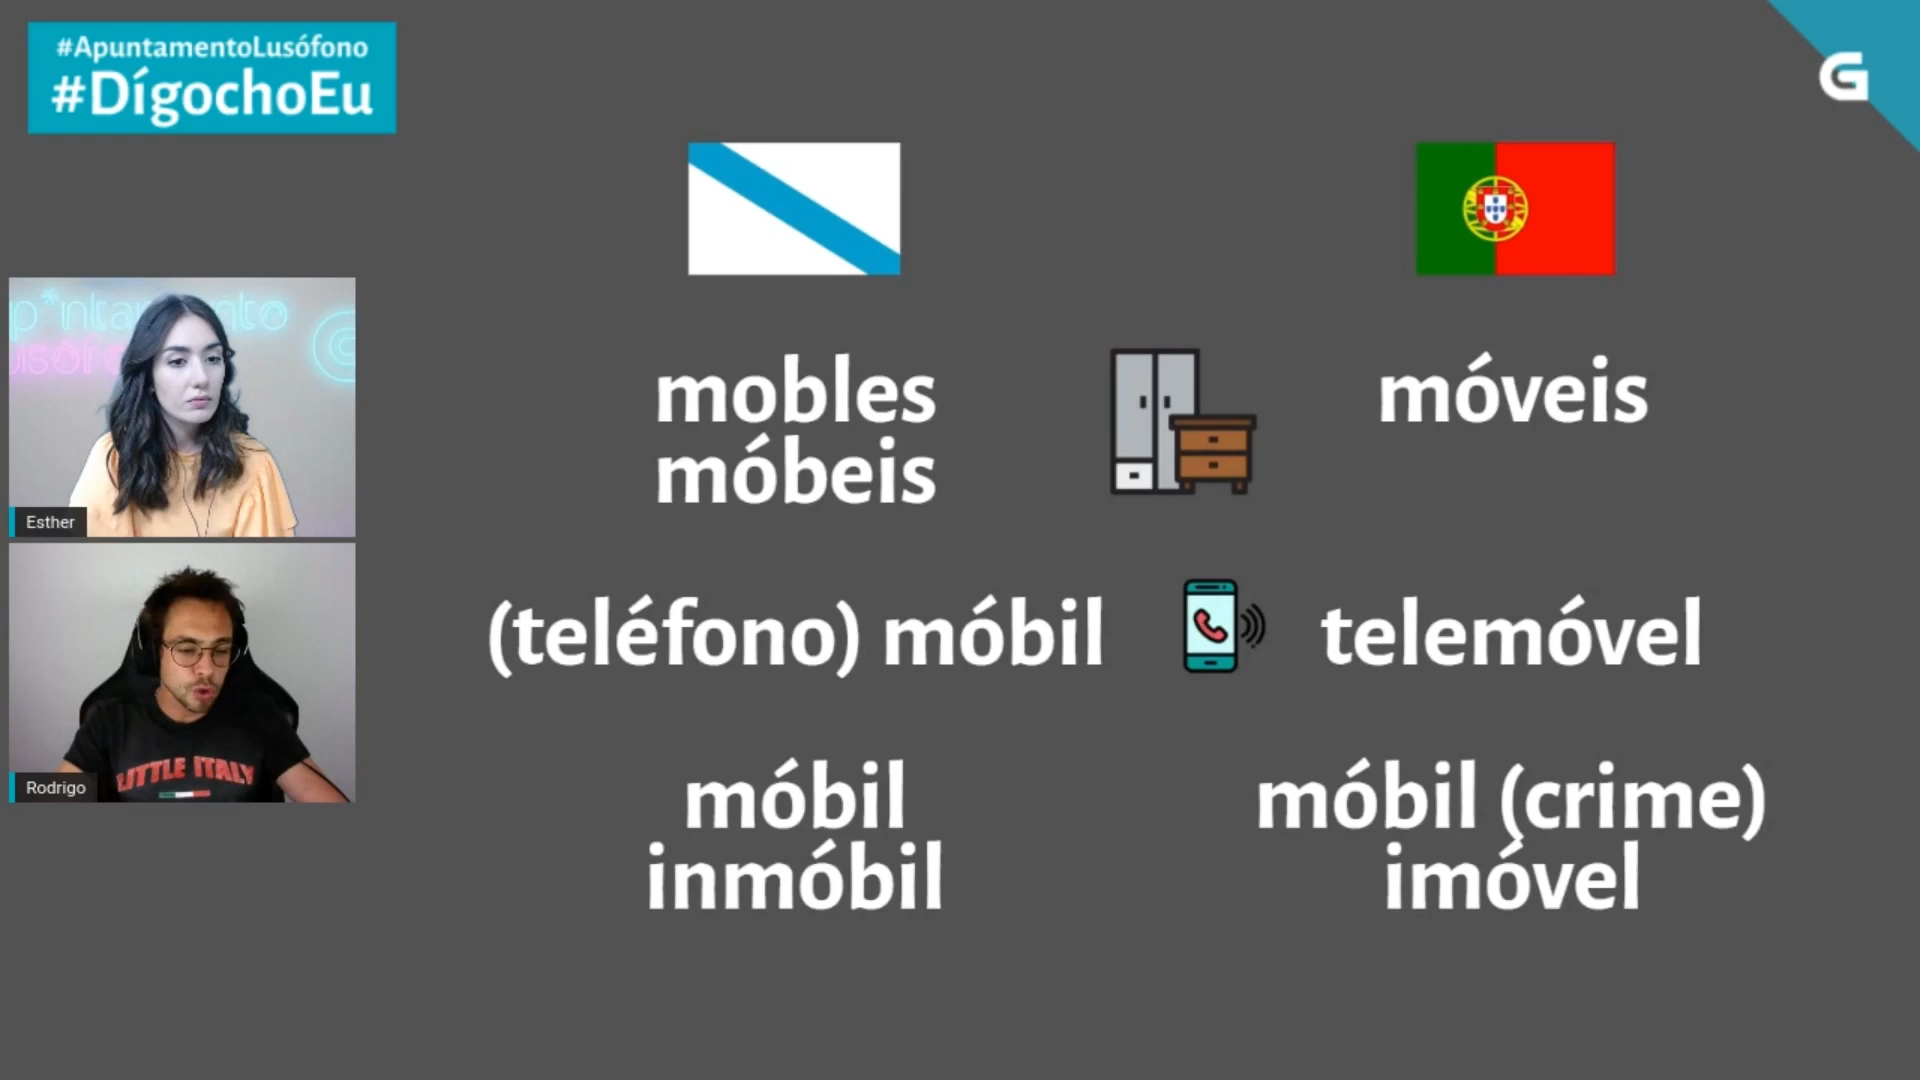 #ApuntamentoLusófono
#DígochoEu
G
mobles
móbeis
móveis
(teléfono) móbil
telemóvel
móbil
inmóbil
móbil (crime)
imóvel
Esther
LITTLE ITALY
Rodrigo